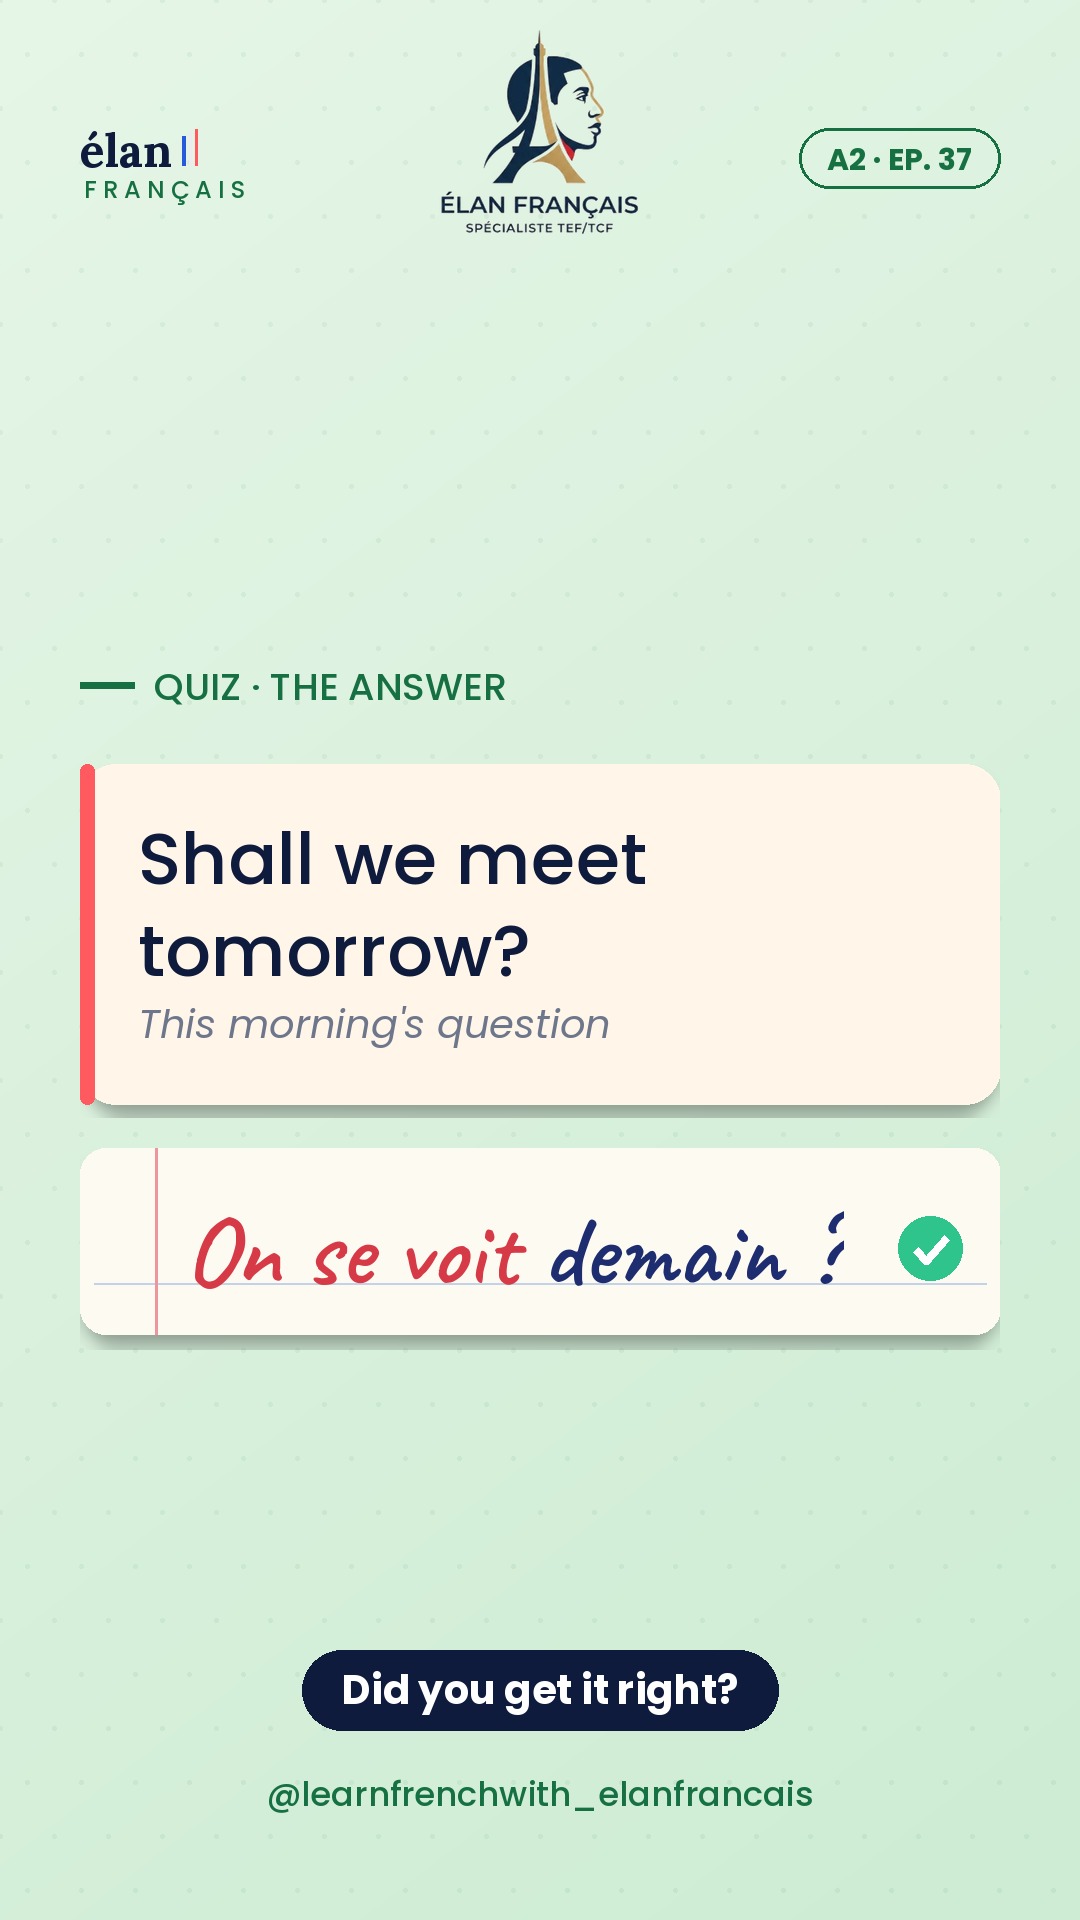 élan
FRANÇAIS
ÉLAN FRANÇAIS
SPÉCIALISTE TEF/TCF
A2 · EP. 37
QUIZ · THE ANSWER
Shall we meet
tomorrow?
This morning's question
On se voit demain ?
Did you get it right?
@learnfrenchwith_elanfrancais